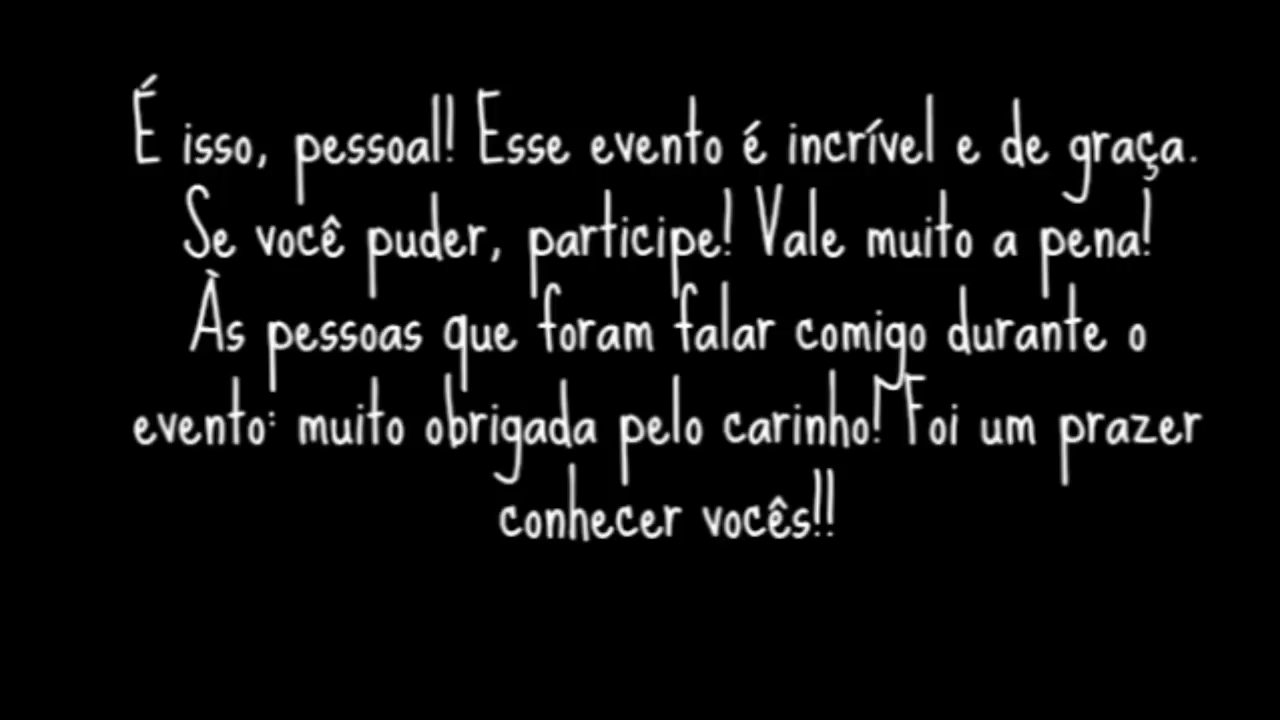 É isso, pessoal! Esse evento é incrível e de graça.
Se você puder, participe! Vale muito a pena!
Às pessoas que foram falar comigo durante o
evento: muito obrigada pelo carinho! Foi um prazer
conhecer vocês!!